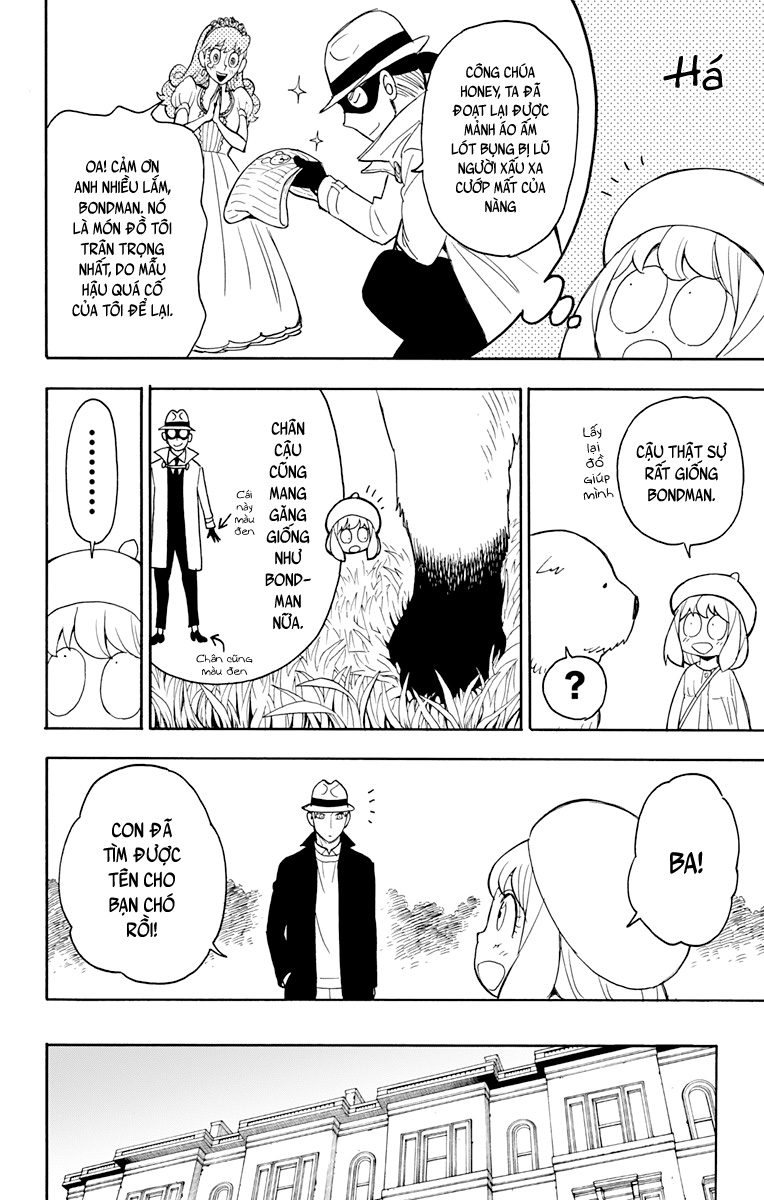 Há
CÔNG CHÚA
HONEY, TA ĐÃ
ĐOẠT LẠI ĐƯỢC
MẢNH ÁO ẤM
LÓT BỤNG BỊ LŨ
NGƯỜI XẤU XA
CƯỚP MẤT CỦA
NÀNG
OA! CẢM ƠN
ANH NHIỀU LẮM,
BONDMAN. NÓ
LÀ MÓN ĐỒ TÔI
TRÂN TRỌNG
NHẤT, DO MẪU
HẬU QUÁ CỐ
CỦA TÔI ĐỂ LẠI.
CẬU THẬT SỰ
RẤT GIỐNG
BONDMAN.
Lấy
lại
đồ
giúp
mình
?
CHÂN
CẬU
CŨNG
MANG
GĂNG
GIỐNG
NHƯ
BOND-
MAN
NỮA.
Cái
này
màu
đen
Chân cũng
màu đen
BA!
CON ĐÃ
TÌM ĐƯỢC
TÊN CHO
BẠN CHÓ
RỒI!